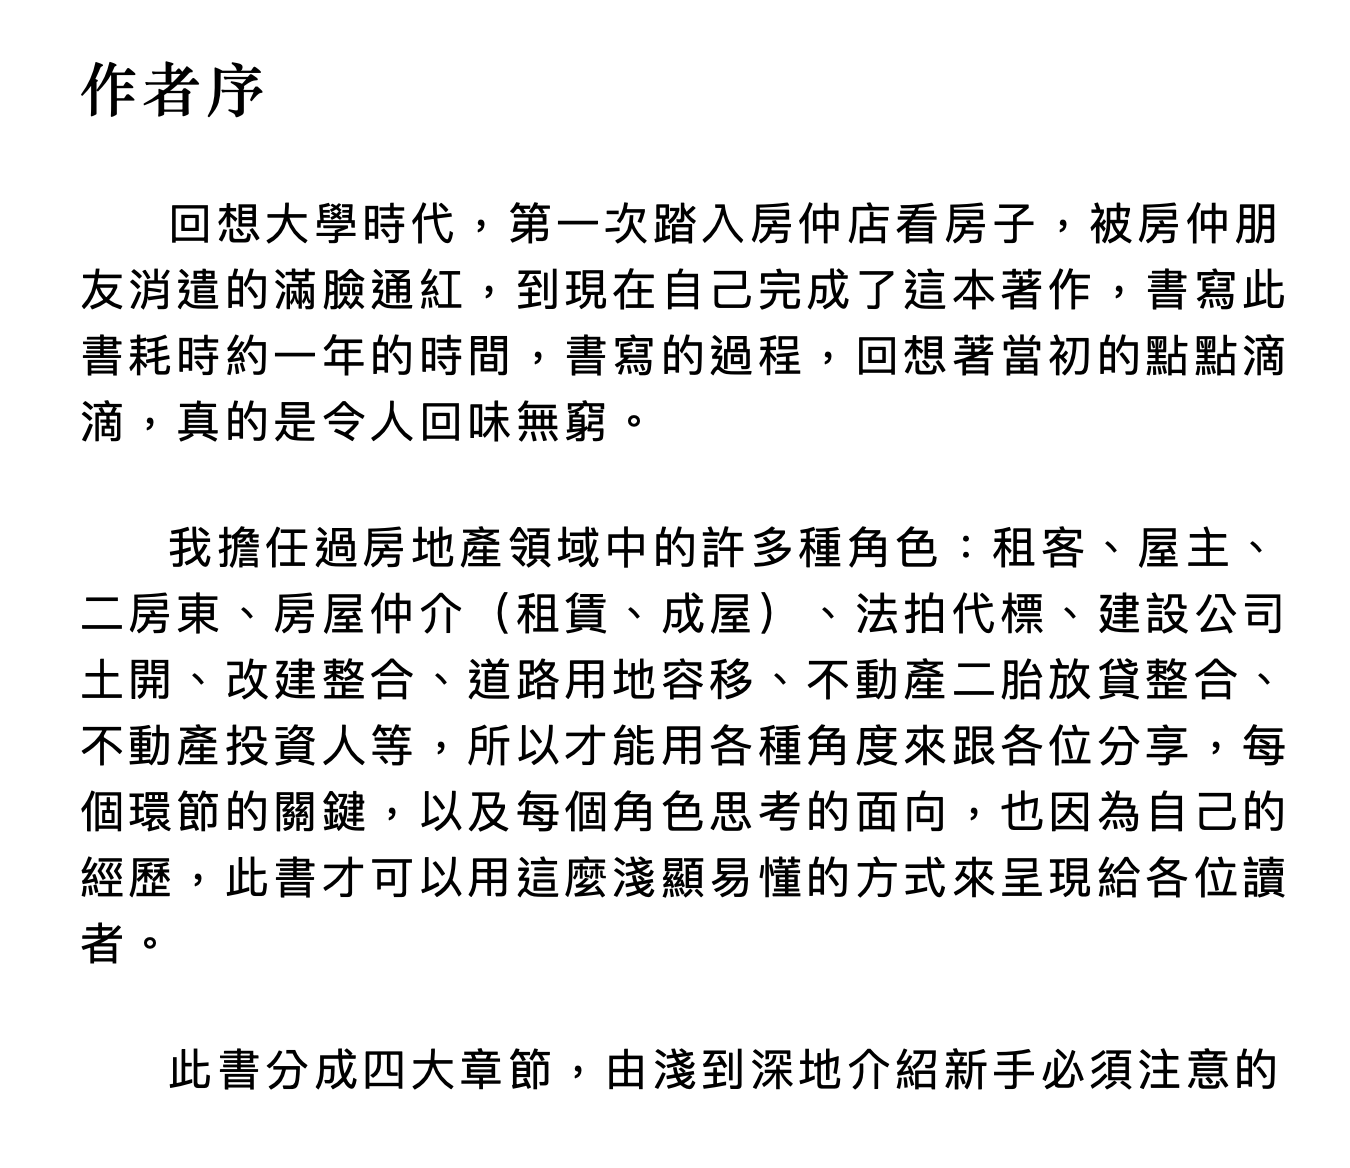 作者序
回想大學時代，第一次踏入房仲店看房子，被房仲朋
友消遣的滿臉通紅，到現在自己完成了這本著作，書寫此
書耗時約一年的時間，書寫的過程，回想著當初的點點滴
滴，真的是令人回味無窮。
我擔任過房地產領域中的許多種角色：租客、屋主、
二房東、房屋仲介（租賃、成屋）、法拍代標、建設公司
土開、改建整合、道路用地容移、不動產二胎放貸整合、
不動產投資人等，所以才能用各種角度來跟各位分享，每
個環節的關鍵，以及每個角色思考的面向，也因為自己的
經歷，此書才可以用這麼淺顯易懂的方式來呈現給各位讀
者。
此書分成四大章節，由淺到深地介紹新手必須注意的